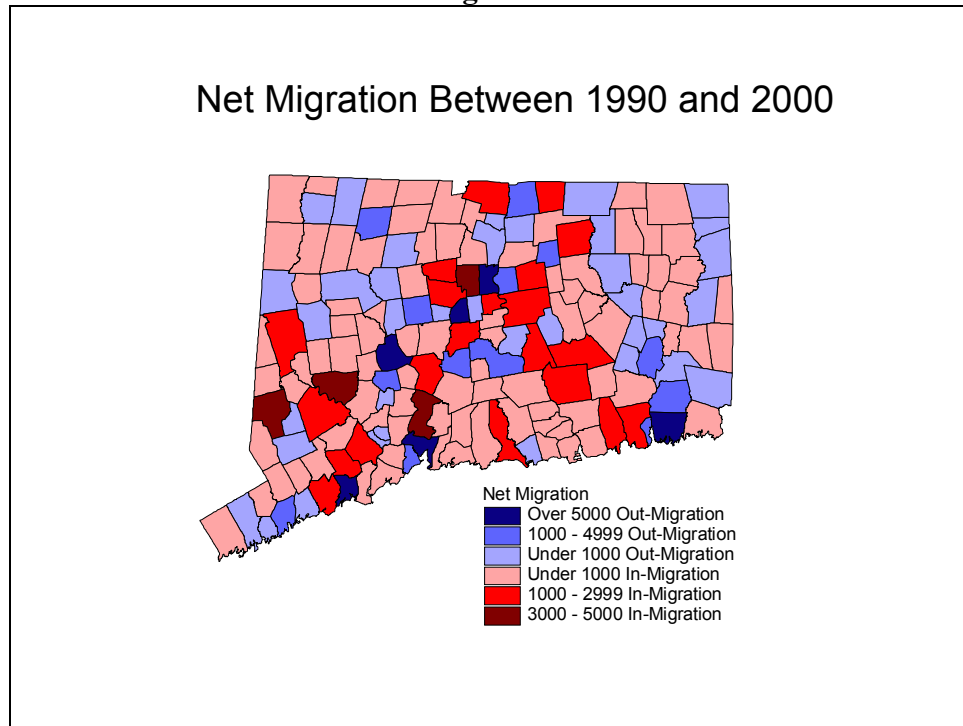 Net Migration Between 1990 and 2000
Net Migration
Over 5000 Out-Migration
1000 - 4999 Out-Migration
Under 1000 Out-Migration
Under 1000 In-Migration
1000 - 2999 In-Migration
3000 - 5000 In-Migration